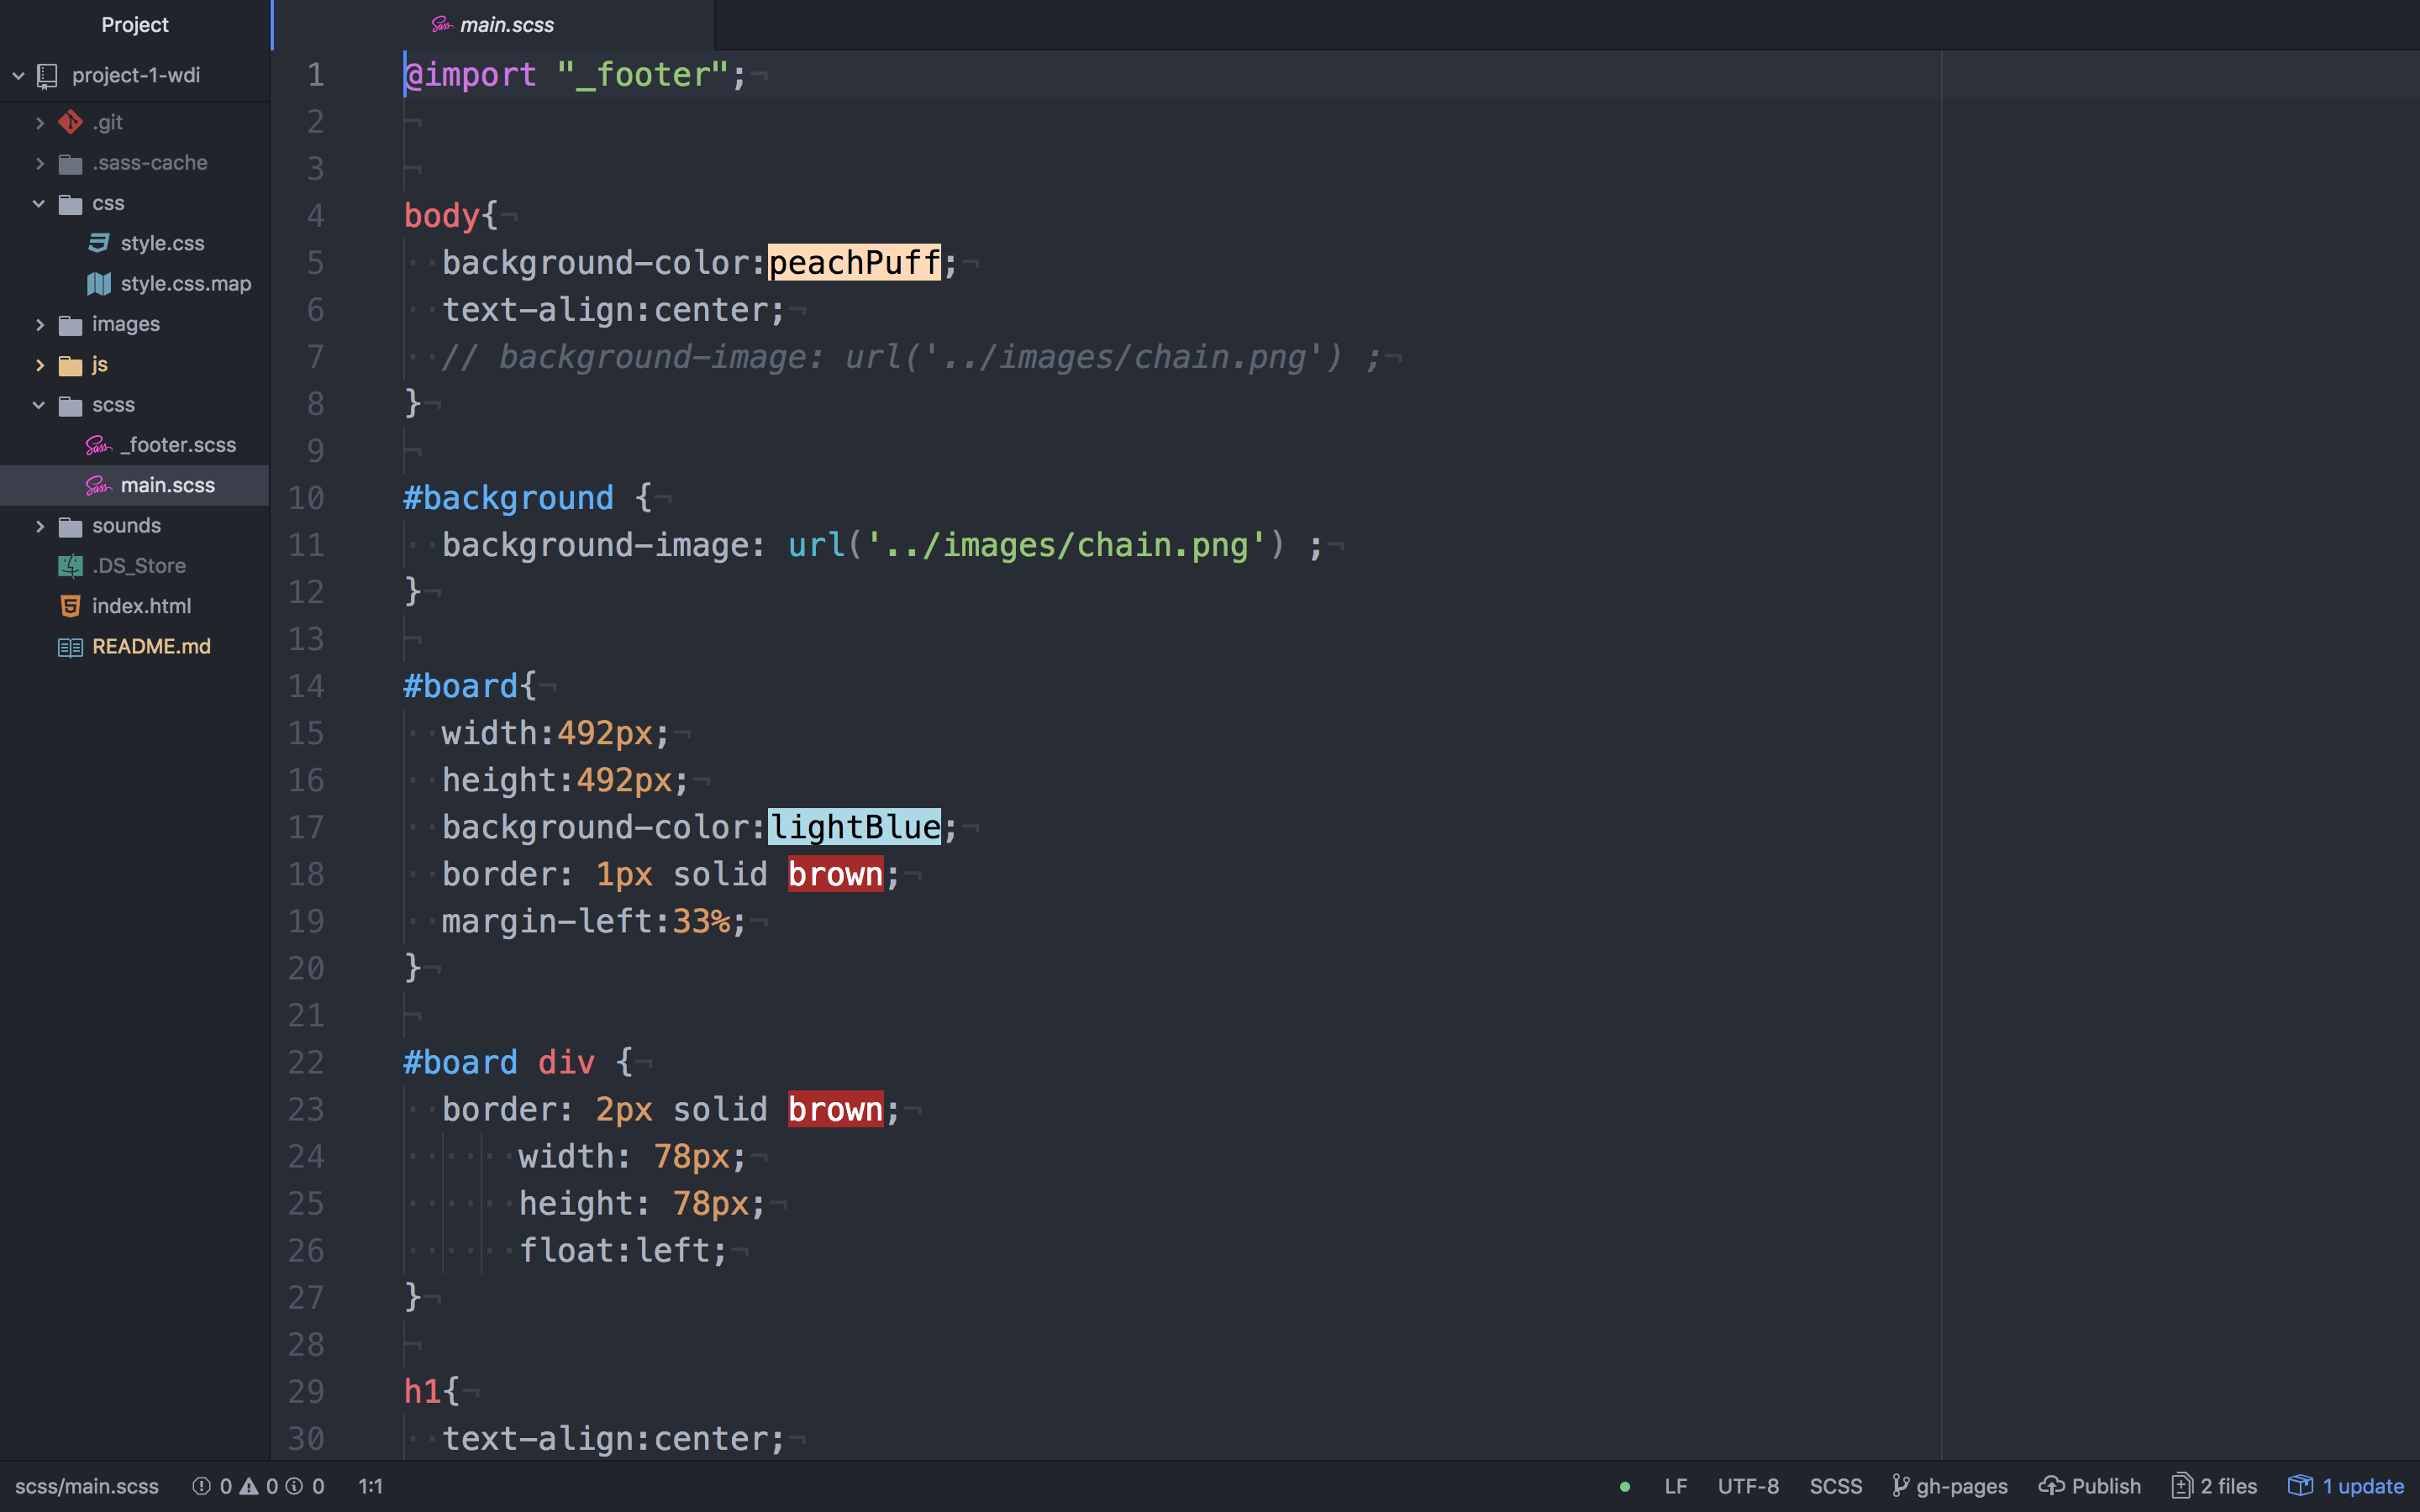 Project
project-1-wdi
.git
.sass-cache
css
style.css
style.css.map
images
js
scss
_footer.scss
main.scss
sounds
.DS_Store
index.html
README.md
main.scss
1 @import "_footer";¬
2 ¬
3 ¬
4 body{¬
5 ··background-color:peachPuff;¬
6 ··text-align:center;¬
7 ··// background-image: url('../images/chain.png') ;¬
8 }¬
9 ¬
10 #background {¬
11 ··background-image: url('../images/chain.png') ;¬
12 }¬
13 ¬
14 #board{¬
15 ··width:492px;¬
16 ··height:492px;¬
17 ··background-color:lightBlue;¬
18 ··border: 1px solid brown;¬
19 ··margin-left:33%;¬
20 }¬
21 ¬
22 #board div {¬
23 ··border: 2px solid brown;¬
24 ······width: 78px;¬
25 ······height: 78px;¬
26 ······float:left;¬
27 }¬
28 ¬
29 h1{¬
30 ··text-align:center;¬
scss/main.scss 0 0 0 1:1 LF UTF-8 SCSS gh-pages Publish 2 files 1 update